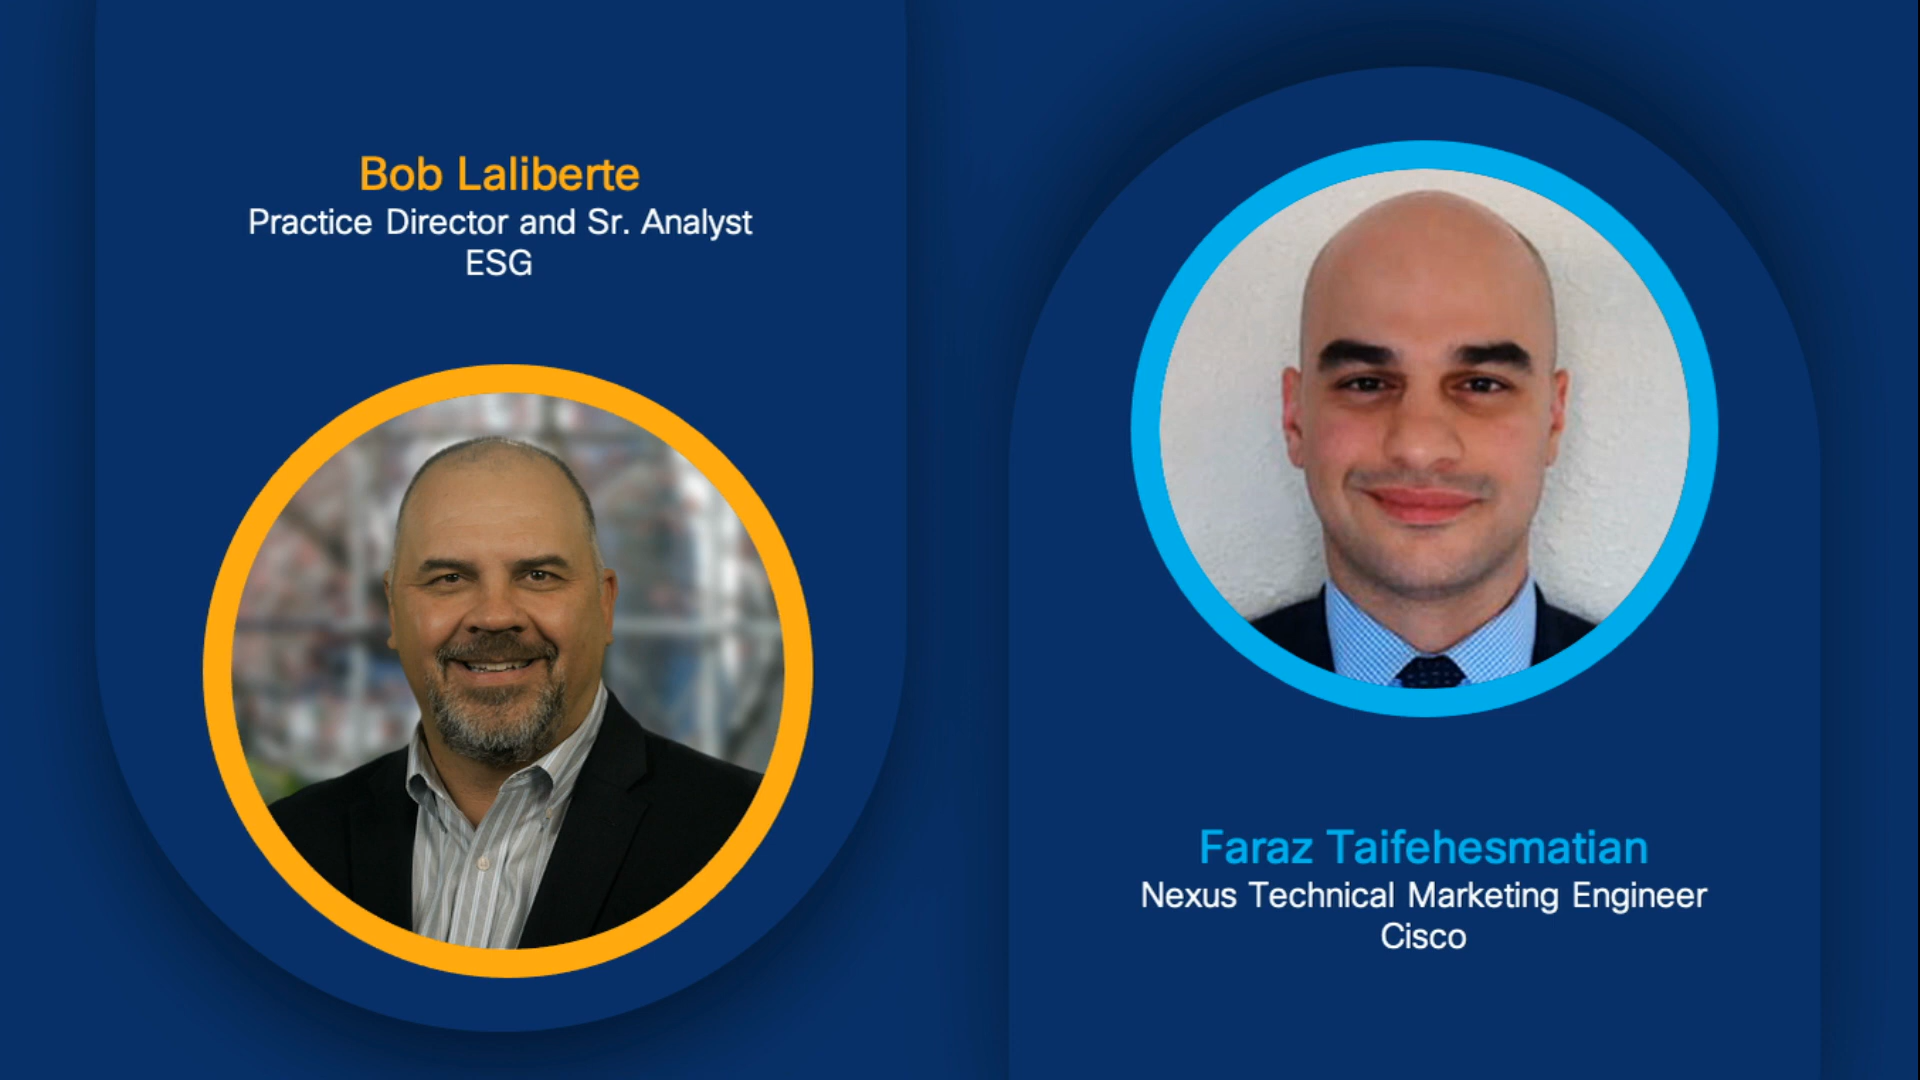 Bob Laliberte
Practice Director and Sr. Analyst
ESG
Faraz Taifehesmatian
Nexus Technical Marketing Engineer
Cisco